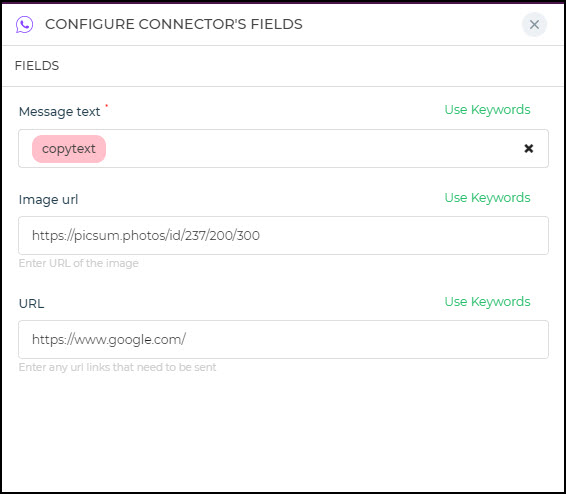 CONFIGURE CONNECTOR'S FIELDS
FIELDS
Message text * Use Keywords
copytext
Image url Use Keywords
https://picsum.photos/id/237/200/300
Enter URL of the image
URL Use Keywords
https://www.google.com/
Enter any url links that need to be sent